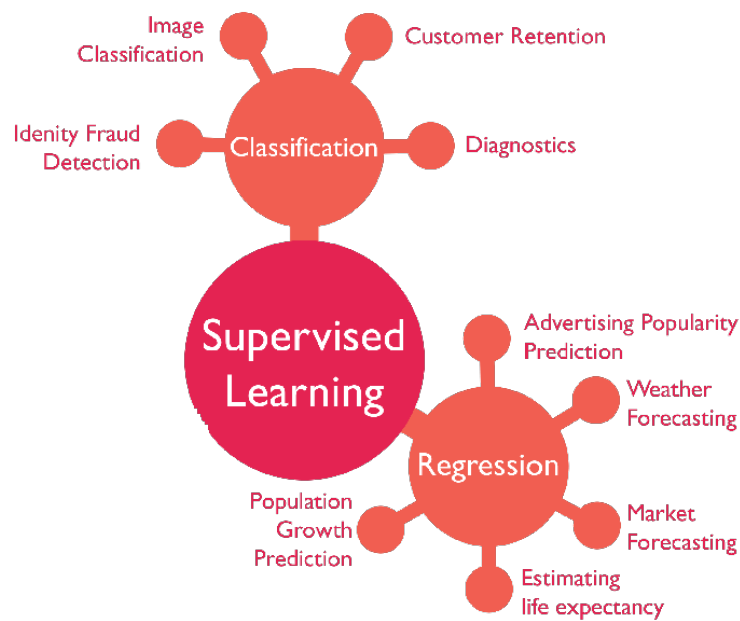 Image
Classification
Customer Retention
Idenity Fraud
Detection
Classification
Diagnostics
Supervised
Learning
Advertising Popularity
Prediction
Weather
Forecasting
Regression
Population
Growth
Prediction
Market
Forecasting
Estimating
life expectancy